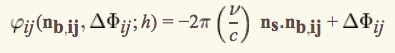 φij(nb,ij, ΔΦij; h) = −2π (ν/c) ns.nb,ij + ΔΦij